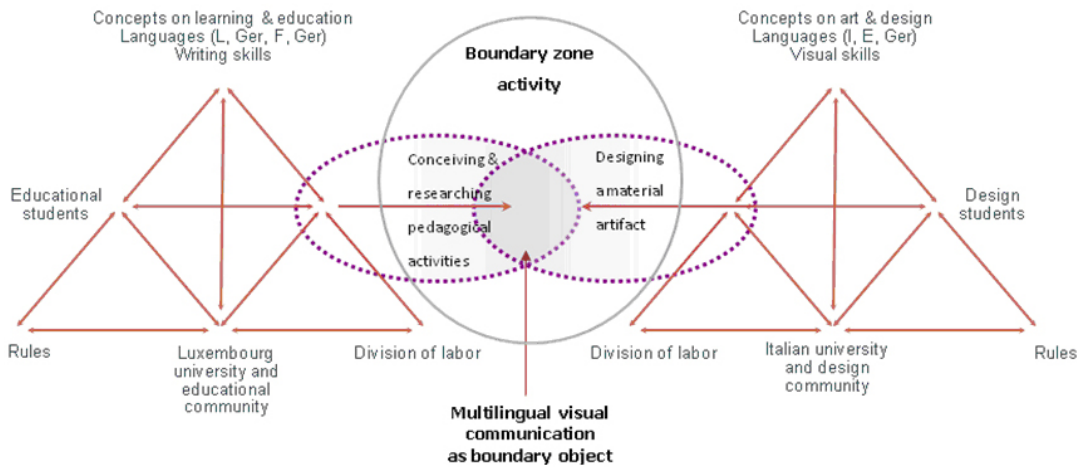 Concepts on learning & education
Languages (L, Ger, F, Ger)
Writing skills
Boundary zone
activity
Concepts on art & design
Languages (I, E, Ger)
Visual skills
Conceiving &
researching
pedagogical
activities
Designing
a material
artifact
Educational
students
Design
students
Rules
Luxembourg
university and
educational
community
Division of labor
Division of labor
Italian university
and design
community
Rules
Multilingual visual
communication
as boundary object